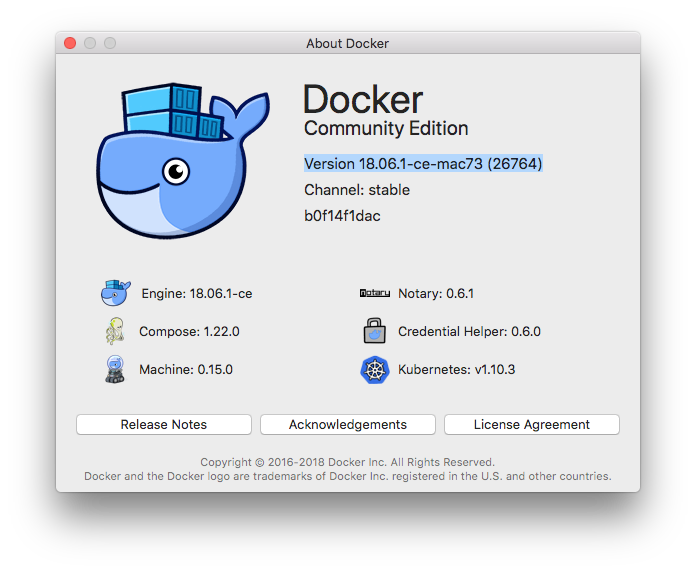 About Docker
Docker
Community Edition
Version 18.06.1-ce-mac73 (26764)
Channel: stable
b0f14f1dac
Engine: 18.06.1-ce
notary Notary: 0.6.1
Compose: 1.22.0
Credential Helper: 0.6.0
Machine: 0.15.0
Kubernetes: v1.10.3
Release Notes
Acknowledgements
License Agreement
Copyright © 2016-2018 Docker Inc. All Rights Reserved.
Docker and the Docker logo are trademarks of Docker Inc. registered in the U.S. and other countries.